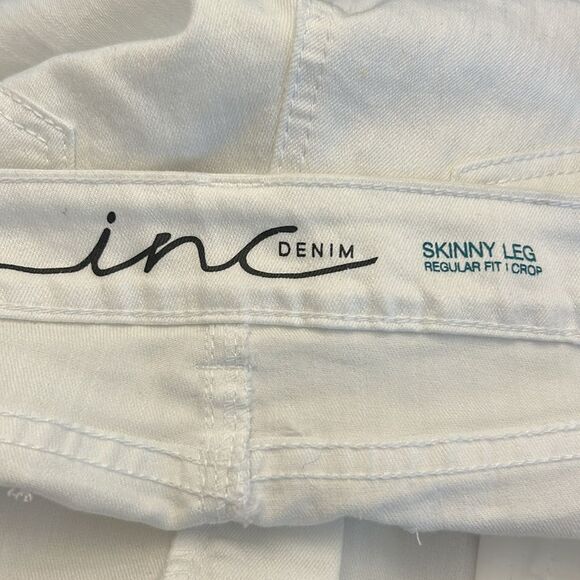 inc DENIM
SKINNY LEG
REGULAR FIT | CROP